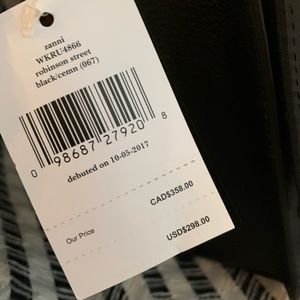 zanni
WKRU4866
robinson street
black/cemn (067)
0 98687 27920 8
debuted on 10-05-2017
CAD$358.00
Our Price
USD$298.00